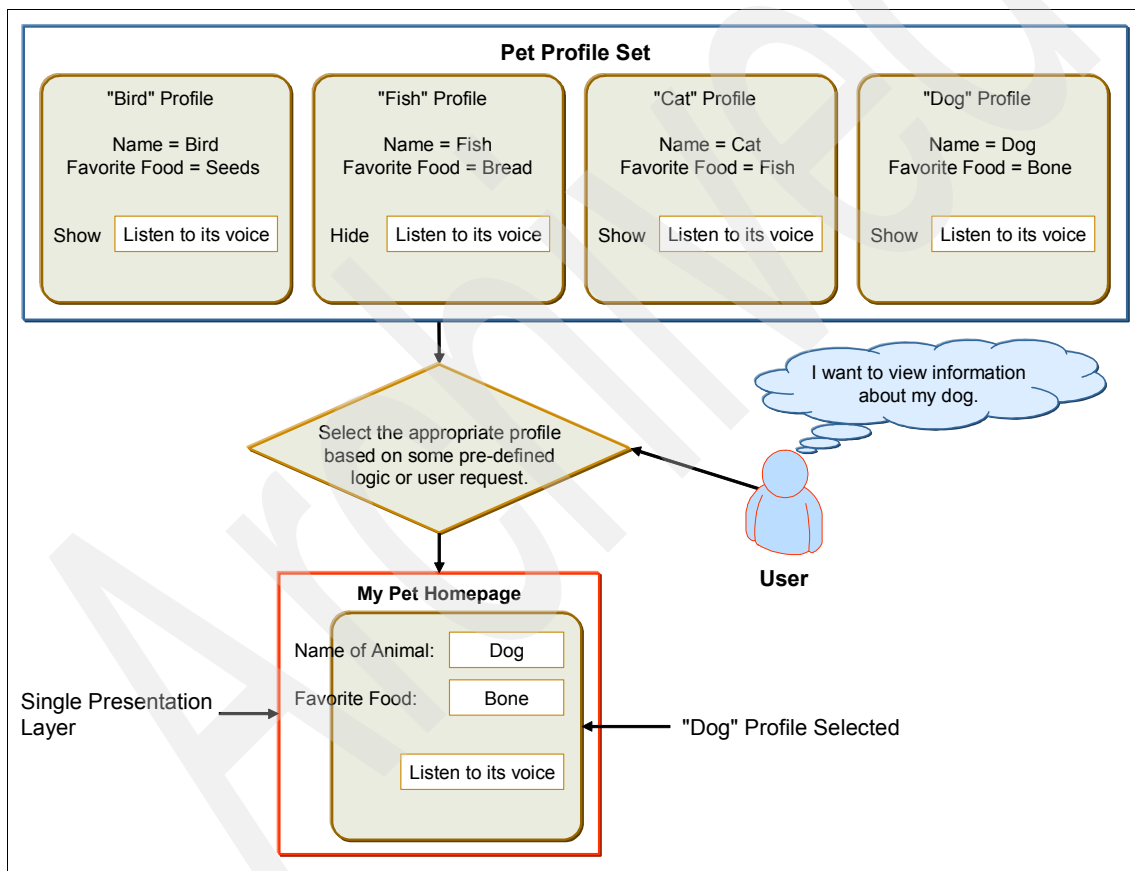 Pet Profile Set
"Bird" Profile
Name = Bird
Favorite Food = Seeds
Show
Listen to its voice
"Fish" Profile
Name = Fish
Favorite Food = Bread
Hide
Listen to its voice
"Cat" Profile
Name = Cat
Favorite Food = Fish
Show
Listen to its voice
"Dog" Profile
Name = Dog
Favorite Food = Bone
Show
Listen to its voice
I want to view information
about my dog.
Select the appropriate profile
based on some pre-defined
logic or user request.
User
My Pet Homepage
Name of Animal:
Dog
Favorite Food:
Bone
Listen to its voice
Single Presentation
Layer
"Dog" Profile Selected
Archived